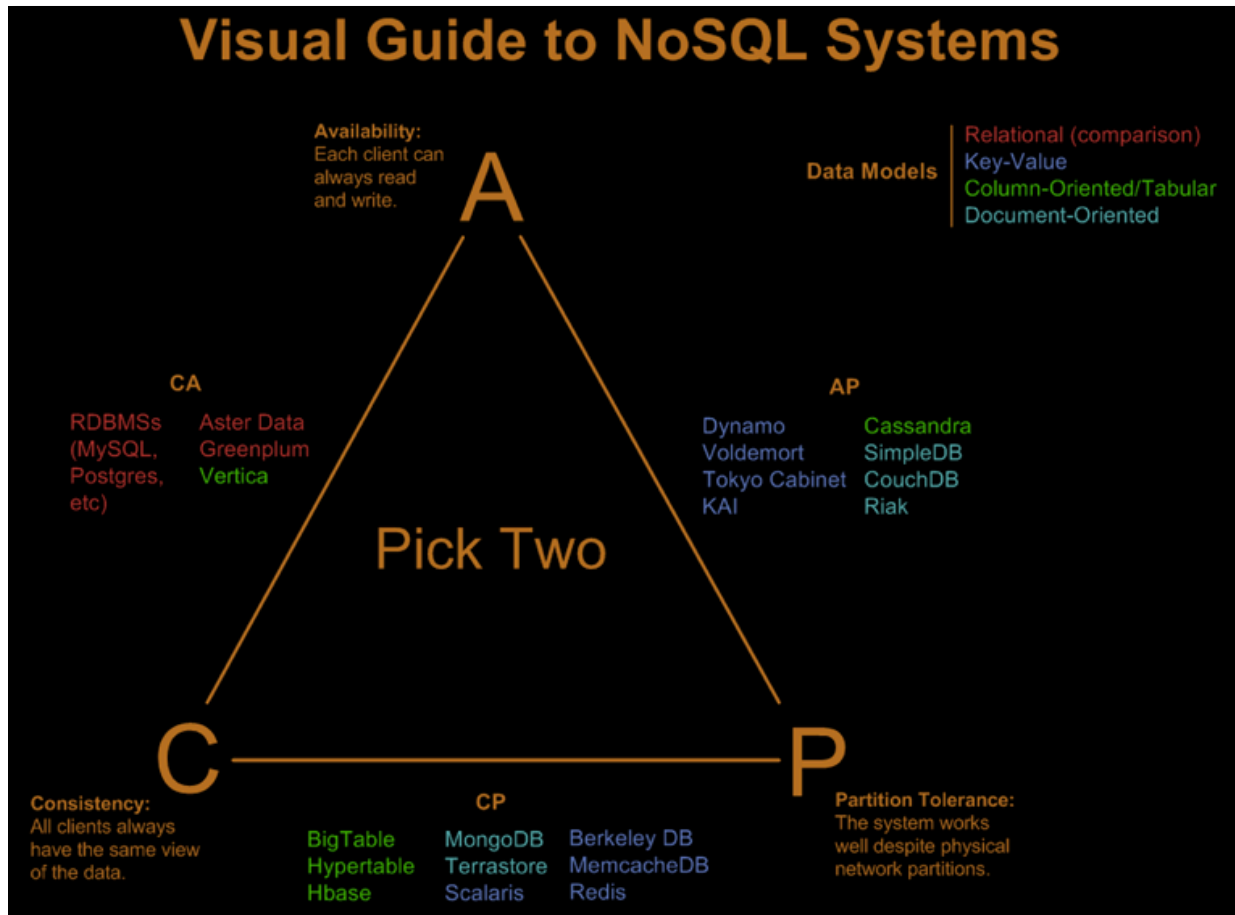 Visual Guide to NoSQL Systems
Availability:
Each client can
always read
and write.
A
Data Models
Relational (comparison)
Key-Value
Column-Oriented/Tabular
Document-Oriented
CA
RDBMSs
(MySQL,
Postgres,
etc)
Aster Data
Greenplum
Vertica
AP
Dynamo
Voldemort
Tokyo Cabinet
KAI
Cassandra
SimpleDB
CouchDB
Riak
Pick Two
C
P
Consistency:
All clients always
have the same view
of the data.
CP
BigTable
Hypertable
Hbase
MongoDB
Terrastore
Scalaris
Berkeley DB
MemcacheDB
Redis
Partition Tolerance:
The system works
well despite physical
network partitions.